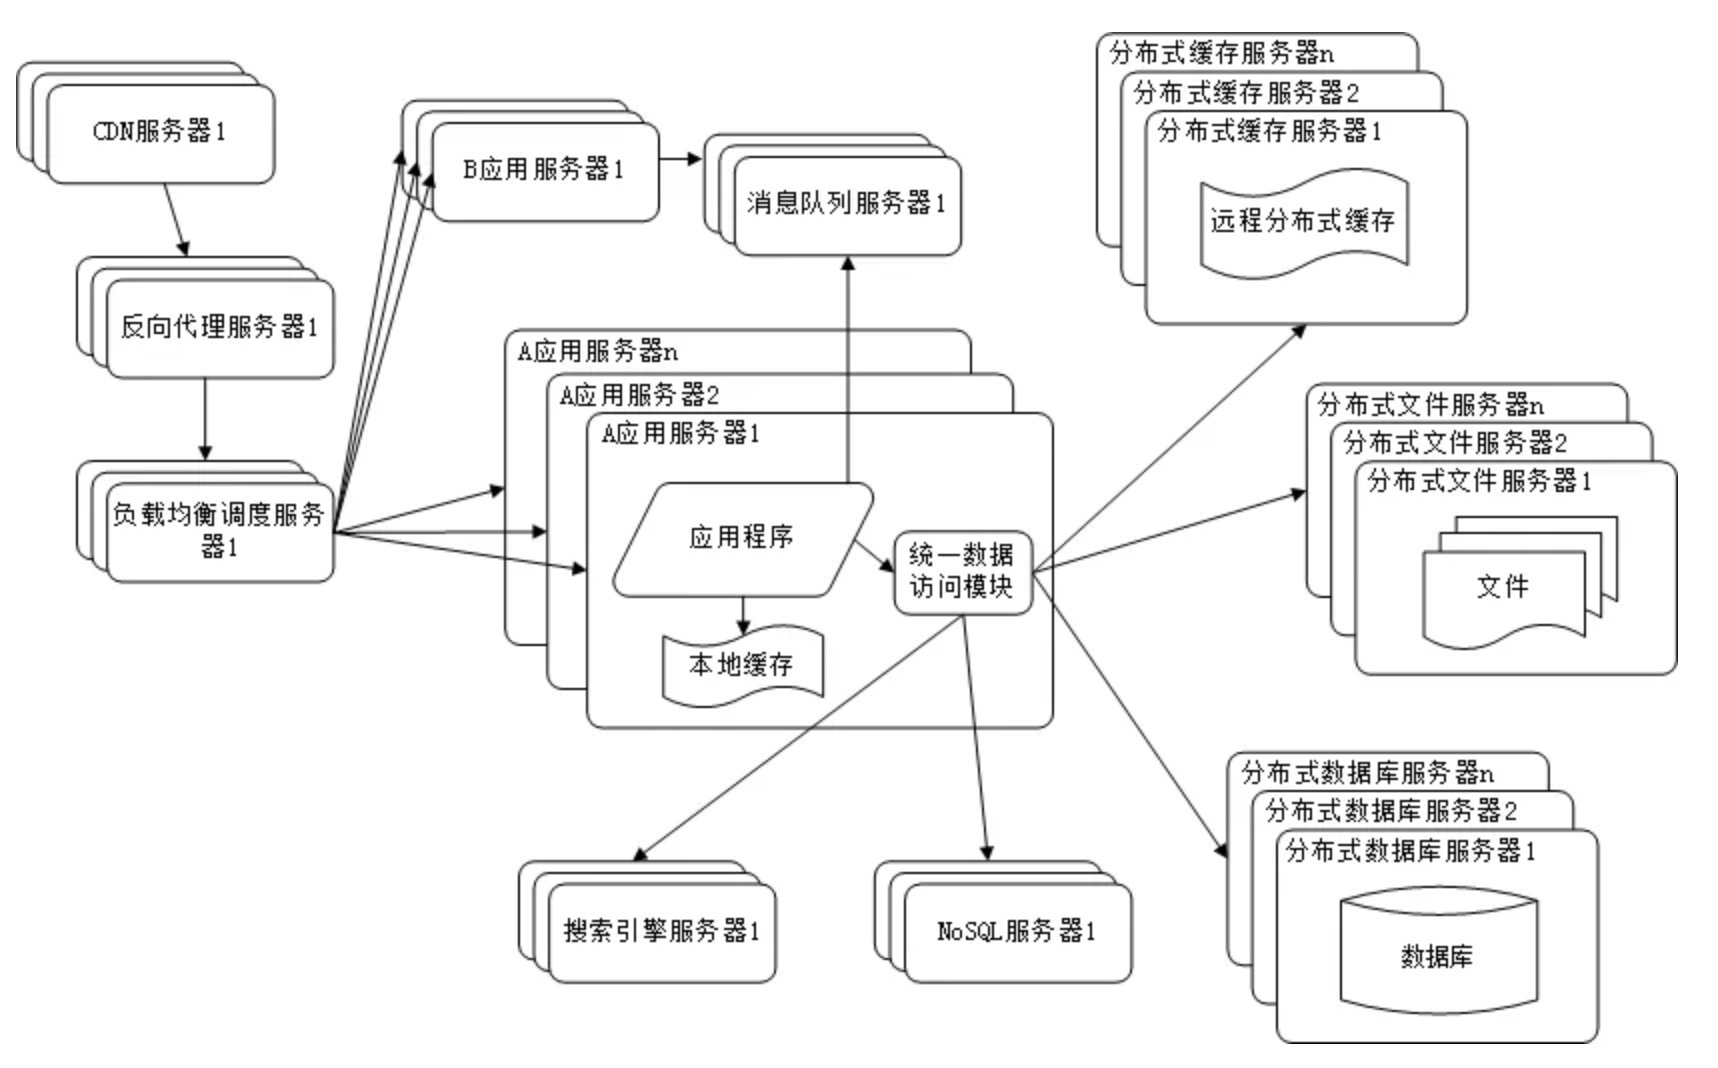 CDN服务器1
反向代理服务器1
负载均衡调度服务
器1
B应用服务器1
消息队列服务器1
A应用服务器n
A应用服务器2
A应用服务器1
应用程序
统一数据
访问模块
本地缓存
分布式缓存服务器n
分布式缓存服务器2
分布式缓存服务器1
远程分布式缓存
分布式文件服务器n
分布式文件服务器2
分布式文件服务器1
文件
分布式数据库服务器n
分布式数据库服务器2
分布式数据库服务器1
数据库
搜索引擎服务器1
NoSQL服务器1